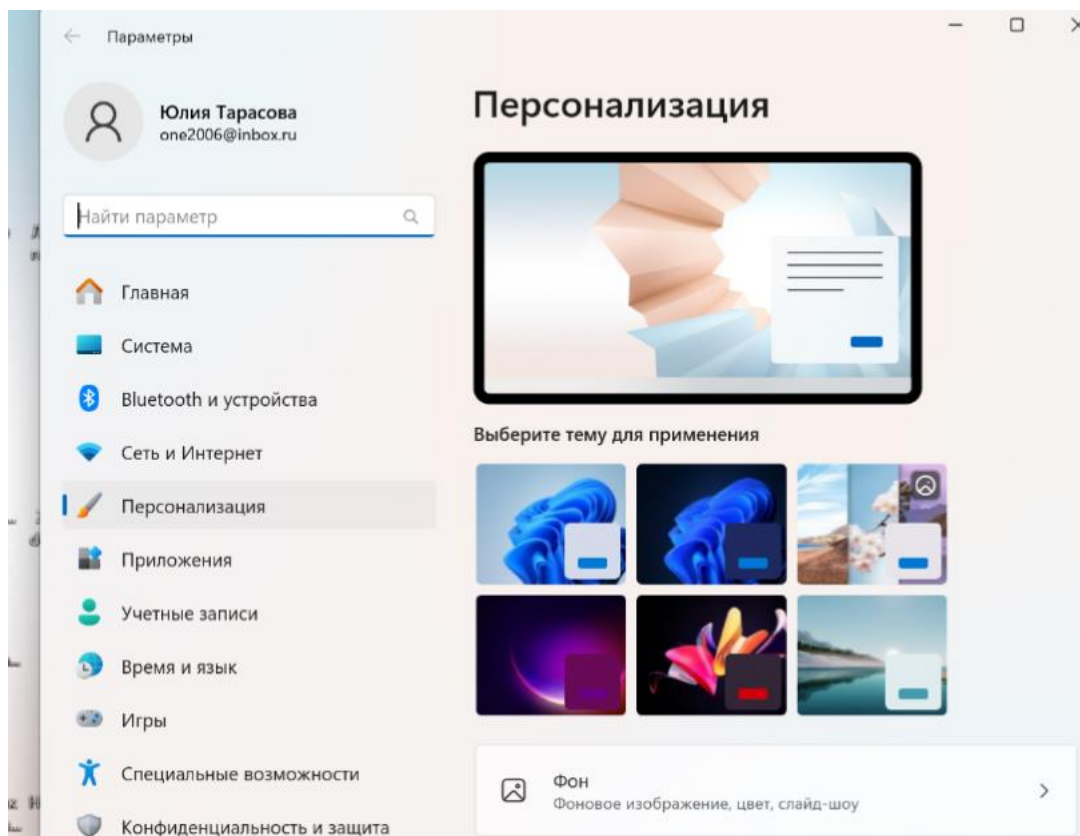 Параметры
Юлия Тарасова
one2006@inbox.ru
Найти параметр
Главная
Система
Bluetooth и устройства
Сеть и Интернет
Персонализация
Приложения
Учетные записи
Время и язык
Игры
Специальные возможности
Конфиденциальность и защита
Персонализация
Выберите тему для применения
Фон
Фоновое изображение, цвет, слайд-шоу